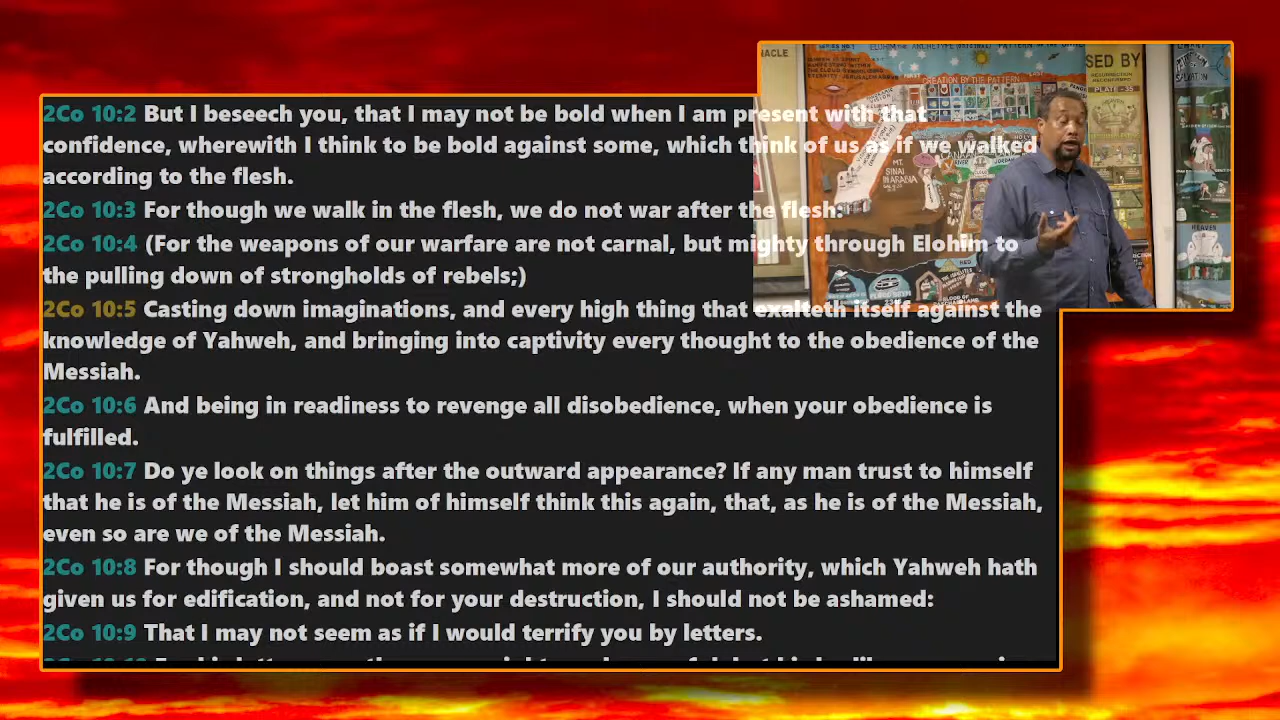 2Co 10:2 But I beseech you, that I may not be bold when I am present with that
confidence, wherewith I think to be bold against some, which think of us as if we walked
according to the flesh.
2Co 10:3 For though we walk in the flesh, we do not war after the flesh:
2Co 10:4 (For the weapons of our warfare are not carnal, but mighty through Elohim to
the pulling down of strongholds of rebels;)
2Co 10:5 Casting down imaginations, and every high thing that exalteth itself against the
knowledge of Yahweh, and bringing into captivity every thought to the obedience of the
Messiah.
2Co 10:6 And being in readiness to revenge all disobedience, when your obedience is
fulfilled.
2Co 10:7 Do ye look on things after the outward appearance? If any man trust to himself
that he is of the Messiah, let him of himself think this again, that, as he is of the Messiah,
even so are we of the Messiah.
2Co 10:8 For though I should boast somewhat more of our authority, which Yahweh hath
given us for edification, and not for your destruction, I should not be ashamed:
2Co 10:9 That I may not seem as if I would terrify you by letters.
CREATION BY THE PATTERN
SED BY
PLATE -35
MT.
SINAI
IN ARABIA
HEAVES